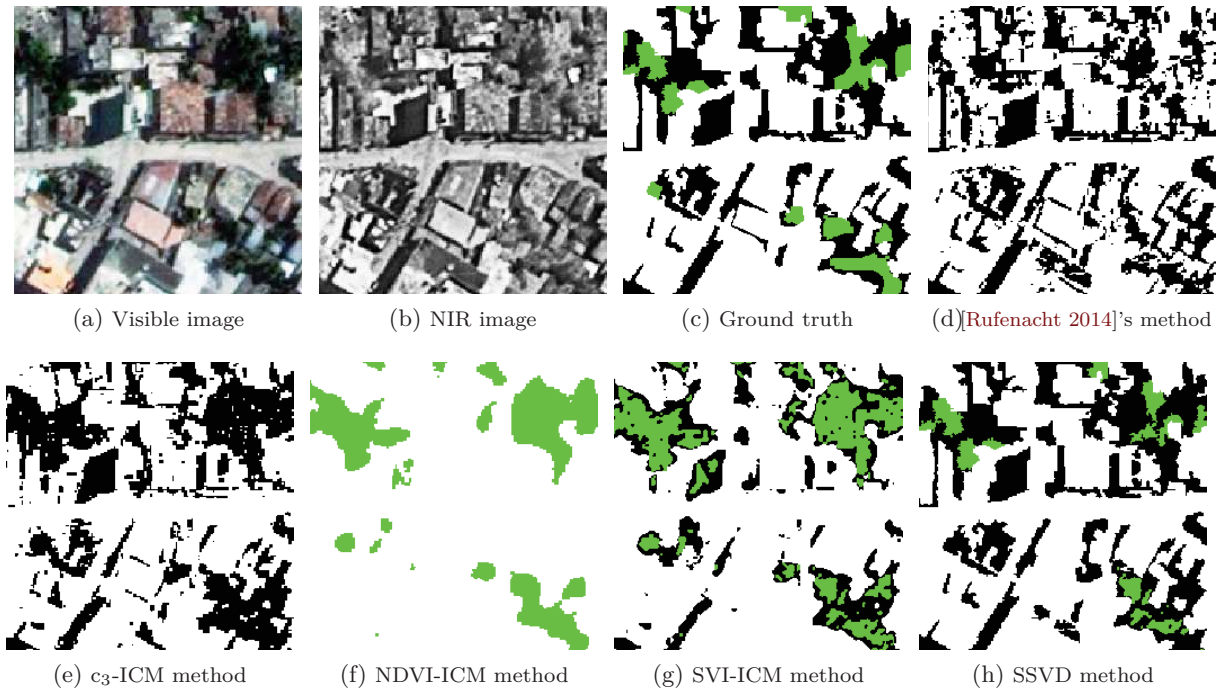 (a) Visible image
(b) NIR image
(c) Ground truth
(d)[Rufenacht 2014]'s method
(e) c₃-ICM method
(f) NDVI-ICM method
(g) SVI-ICM method
(h) SSVD method